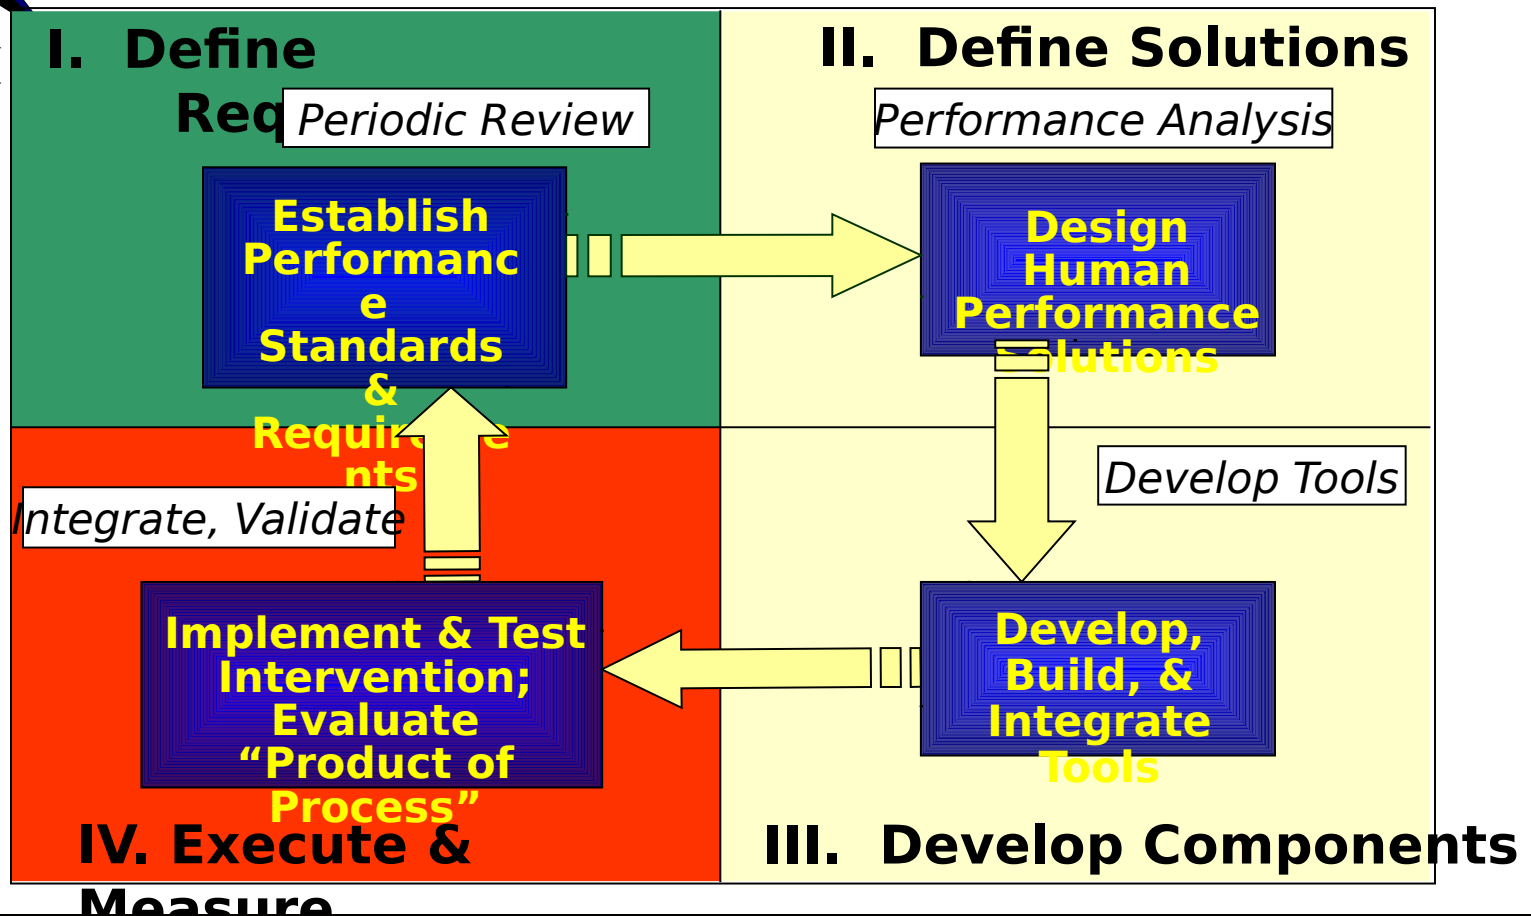 I. Define
Req
Periodic Review
Establish
Performanc
e
Standards
&
Requir e
nts
II. Define Solutions
Performance Analysis
Design
Human
Performance
Solutions
Develop Tools
Develop,
Build, &
Integrate
Tools
III. Develop Components
Integrate, Validate
Implement & Test
Intervention;
Evaluate
“Product of
Process”
IV. Execute &
Measure